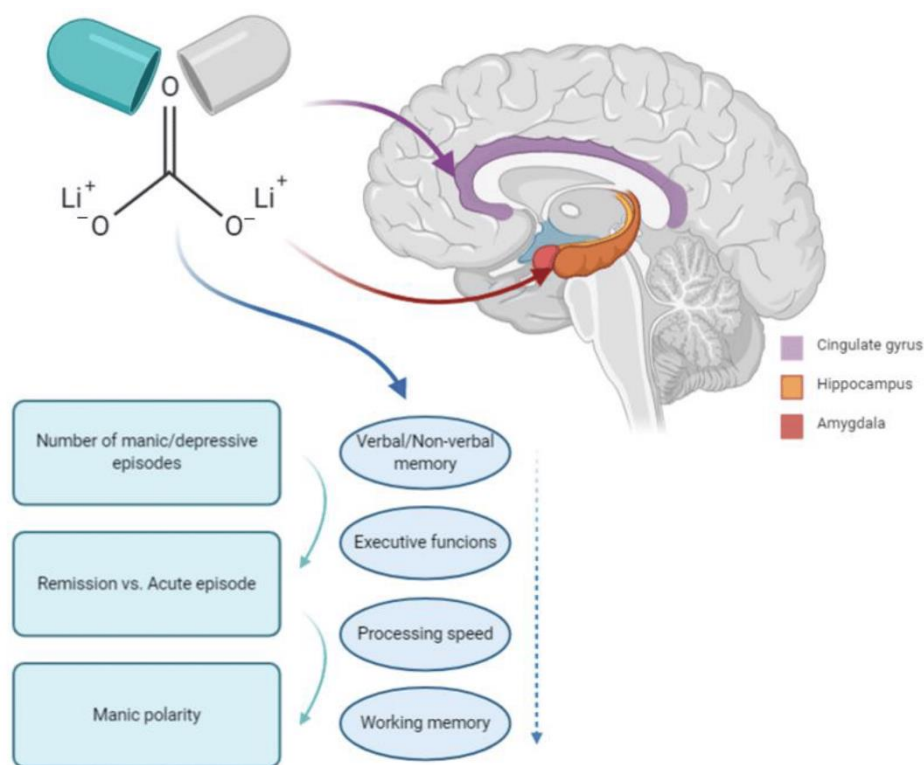 O
Li+
Li+
−O
O−
Cingulate gyrus
Hippocampus
Amygdala
Number of manic/depressive
episodes
Remission vs. Acute episode
Manic polarity
Verbal/Non-verbal
memory
Executive funcions
Processing speed
Working memory